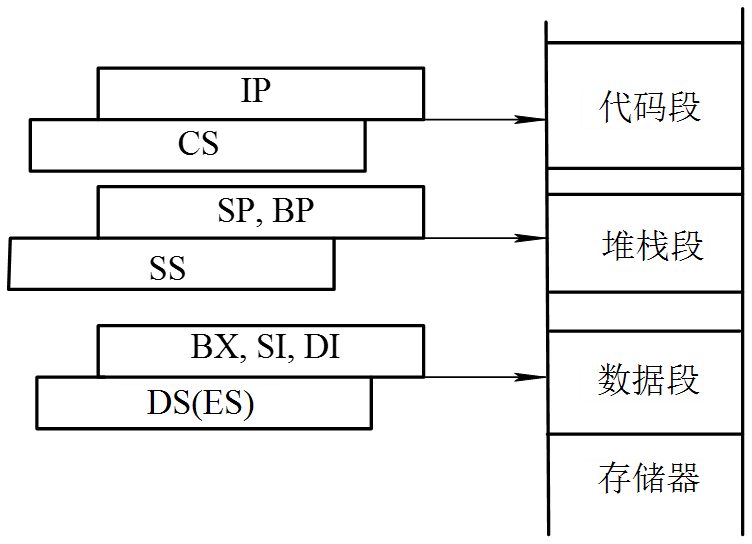 IP
CS
代码段
SP, BP
SS
堆栈段
BX, SI, DI
DS(ES)
数据段
存储器